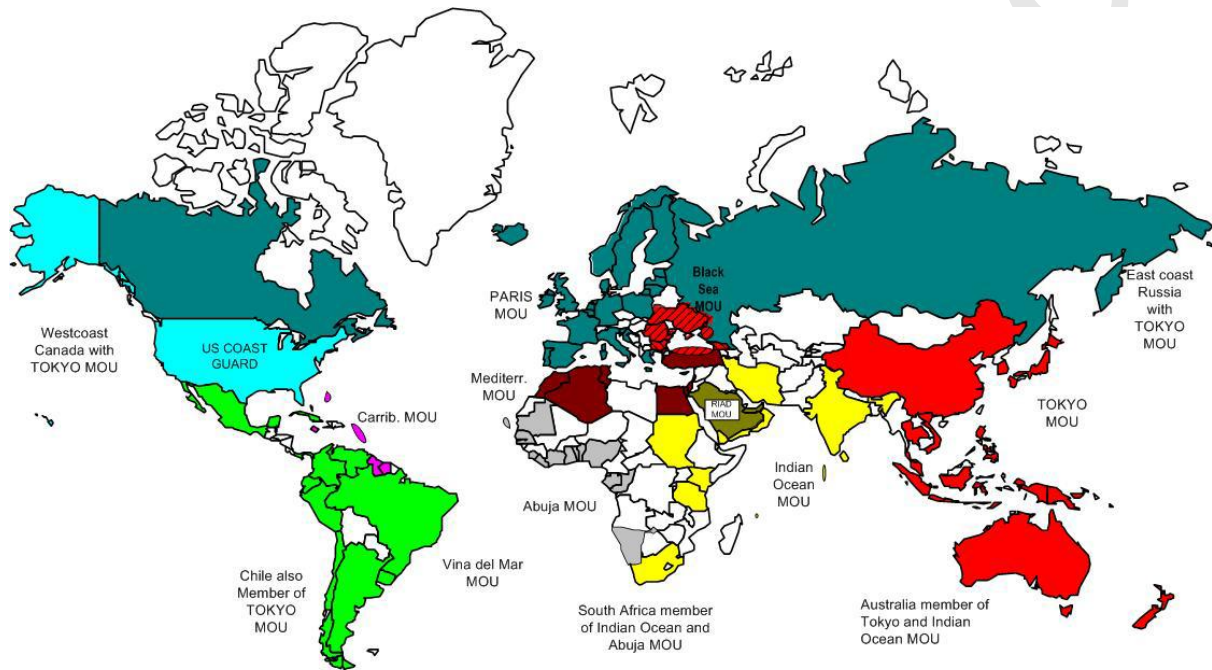 Westcoast
Canada with
TOKYO MOU
US COAST
GUARD
Carrib. MOU
PARIS
MOU
Black
Sea
MOU
East coast
Russia
with
TOKYO
MOU
Mediterr.
MOU
RIAD
MOU
TOKYO
MOU
Indian
Ocean
MOU
Abuja MOU
Vina del Mar
MOU
Chile also
Member of
TOKYO
MOU
South Africa member
of Indian Ocean and
Abuja MOU
Australia member of
Tokyo and Indian
Ocean MOU